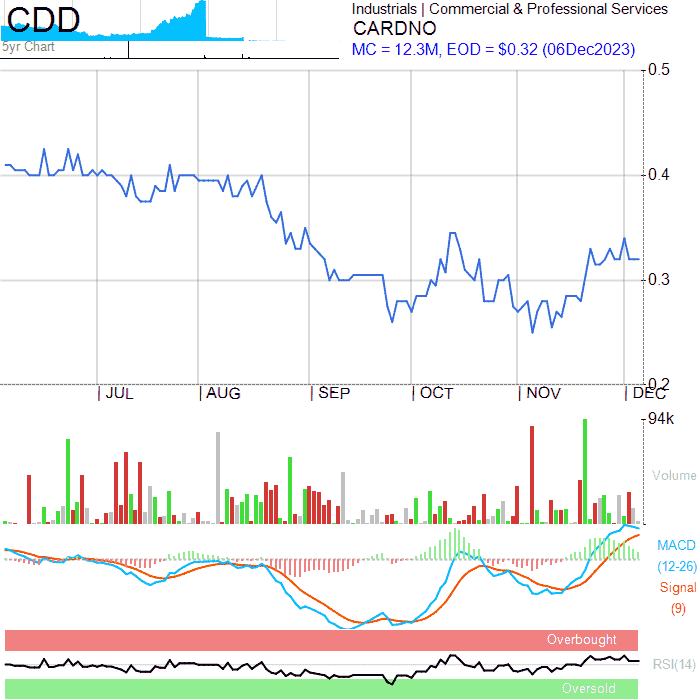 CDD
5yr Chart
Industrials | Commercial & Professional Services
CARDNO
MC = 12.3M, EOD = $0.32 (06Dec2023)
0.5
0.4
0.3
0.2
JUL
AUG
SEP
OCT
NOV
DEC
94k
Volume
MACD
(12-26)
Signal
(9)
Overbought
RSI(14)
Oversold